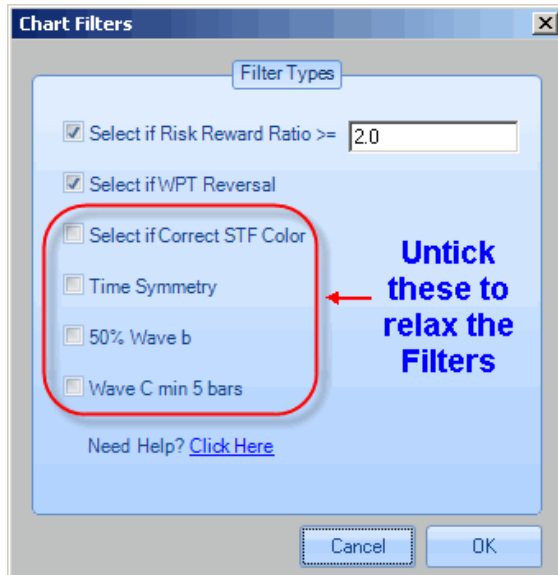 Chart Filters
Filter Types
Select if Risk Reward Ratio >= 2.0
Select if WPT Reversal
Select if Correct STF Color
Time Symmetry
50% Wave b
Wave C min 5 bars
Untick
these to
relax the
Filters
Need Help? Click Here
Cancel OK